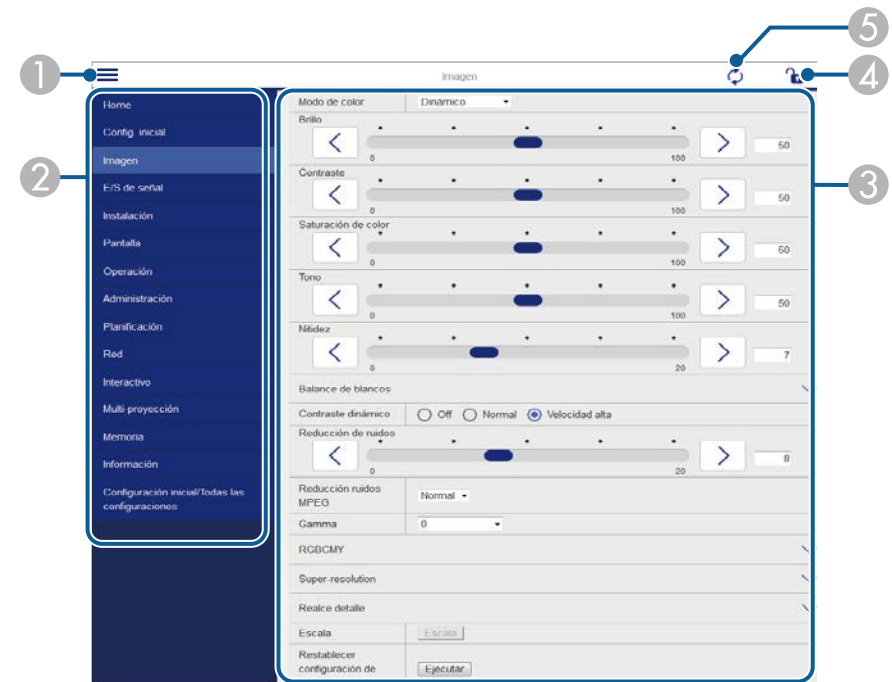 5
1
Imagen
4
2
Home
Config. inicial
Imagen
E/S de señal
Instalación
Pantalla
Operación
Administración
Planificación
Red
Interactivo
Multi-proyección
Memoria
Información
Configuración inicial/Todas las
configuraciones
3
Modo de color Dinámico
Brillo
0 100 50
Contraste
0 100 50
Saturación de color
0 100 50
Tono
0 100 50
Nitidez
0 20 7
Balance de blancos
Contraste dinámico Off Normal Velocidad alta
Reducción de ruidos
0 20 8
Reducción ruidos
MPEG Normal
Gamma 0
RGBCMY
Super-resolution
Realce detalle
Escala Escala
Restablecer
configuración de Ejecutar